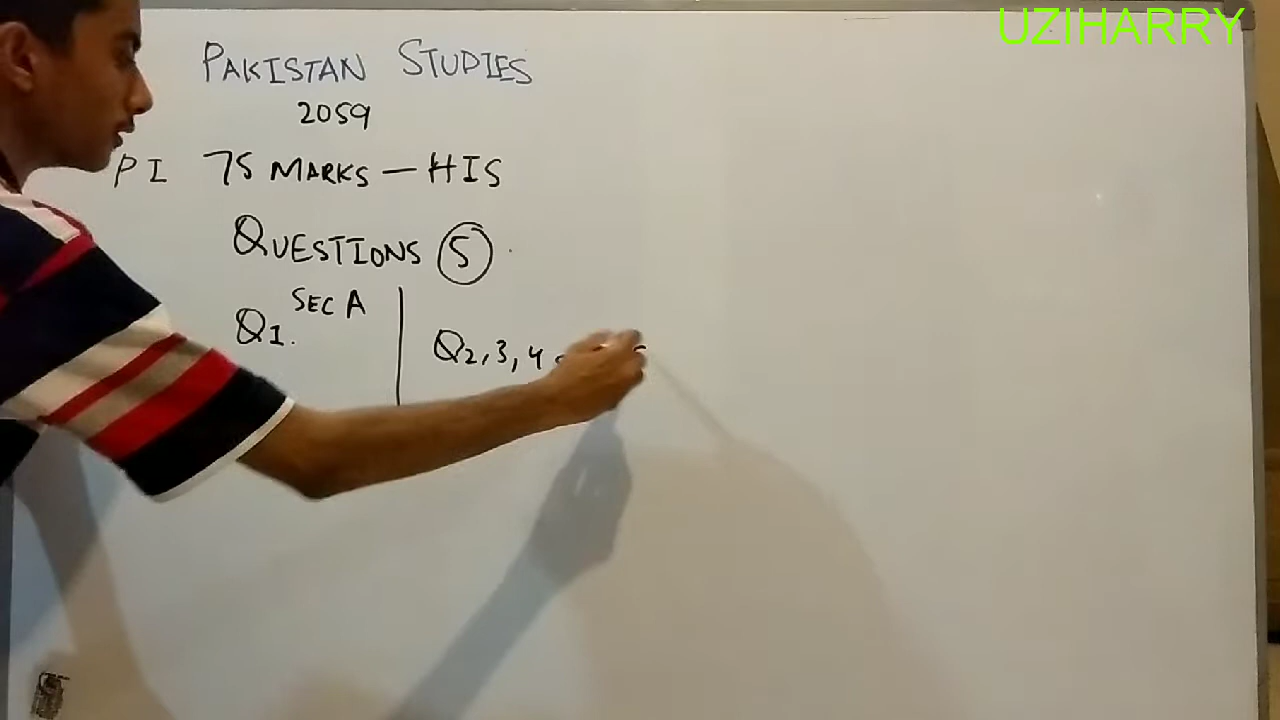 UZIHARRY
PAKISTAN STUDIES
2059
P I 75 MARKS - HIS
QUESTIONS 5
SEC A
Q1.
Q2, 3, 4